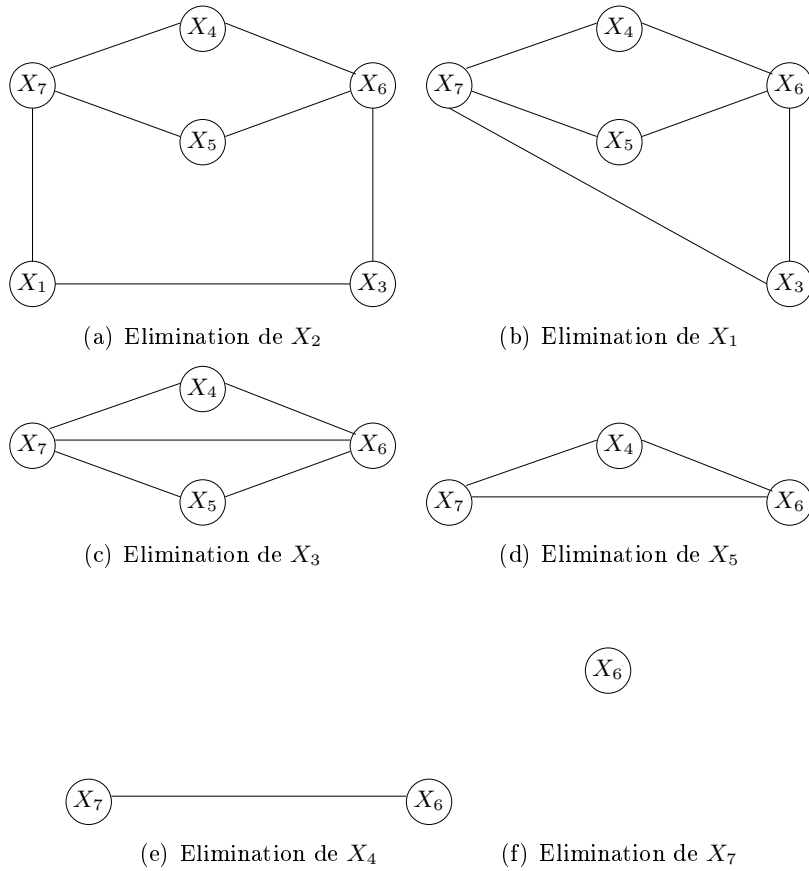 X₄ X₄
X₇ X₆ X₇ X₆
X₅ X₅
X₁ X₃ X₃
(a) Elimination de X₂ (b) Elimination de X₁
X₄
X₇ X₆ X₄
X₅ X₇ X₆
(c) Elimination de X₃ (d) Elimination de X₅
X₆
X₇ X₆
(e) Elimination de X₄ (f) Elimination de X₇